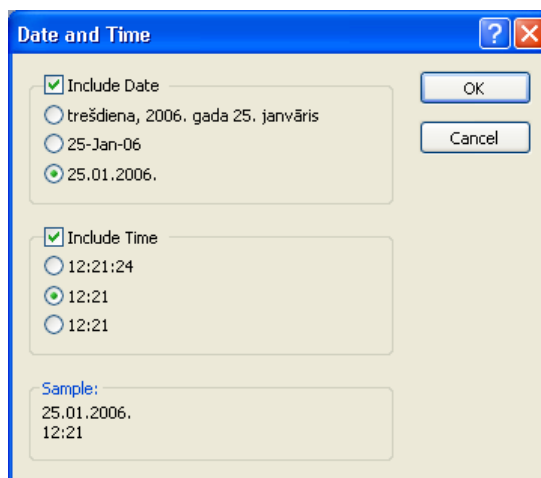 Date and Time
Include Date
OK
trešdiena, 2006. gada 25. janvāris
25-Jan-06
Cancel
25.01.2006.
Include Time
12:21:24
12:21
12:21
Sample:
25.01.2006.
12:21